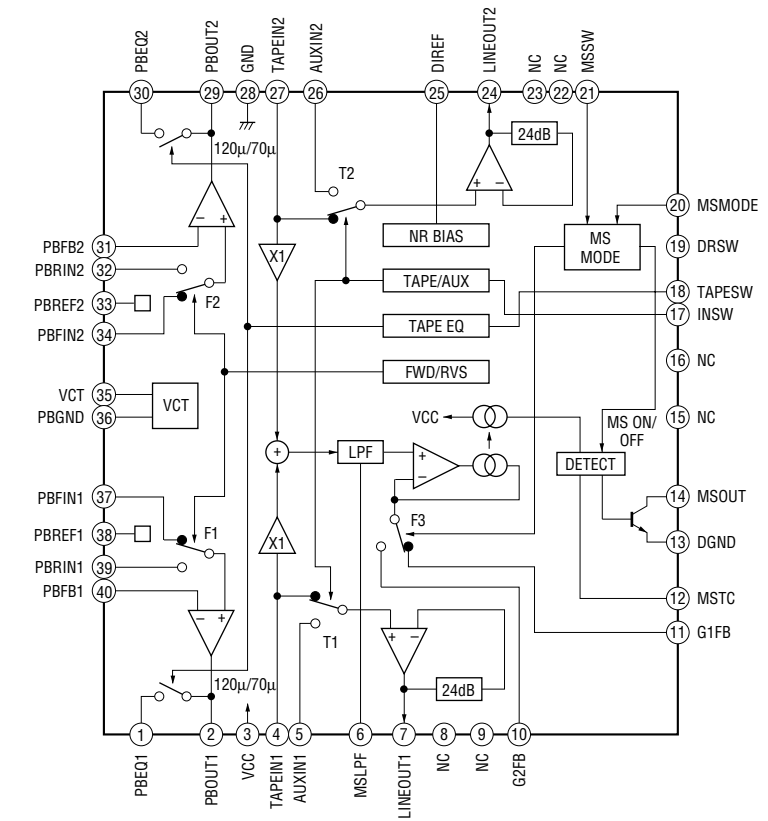 PBEQ2
PBOUT2
GND
TAPEIN2
AUXIN2
DIREF
LINEOUT2
NC
NC
MSSW
30
29
28
27
26
25
24
23
22
21
24dB
120μ/70μ
T2
+
−
20
MSMODE
MS
MODE
NR BIAS
−
+
PBFB2
31
19
DRSW
X1
PBRIN2
32
TAPE/AUX
18
TAPESW
PBREF2
33
F2
17
INSW
PBFIN2
34
TAPE EQ
16
NC
FWD/RVS
VCT
35
VCT
PBGND
36
VCC
15
NC
MS ON/
OFF
+
LPF
+
−
DETECT
PBFIN1
37
14
MSOUT
PBREF1
38
F1
X1
F3
13
DGND
PBRIN1
39
PBFB1
40
12
MSTC
−
+
T1
+
−
11
G1FB
120μ/70μ
24dB
1
2
3
4
5
6
7
8
9
10
PBEQ1
PBOUT1
VCC
TAPEIN1
AUXIN1
MSLPF
LINEOUT1
NC
NC
G2FB